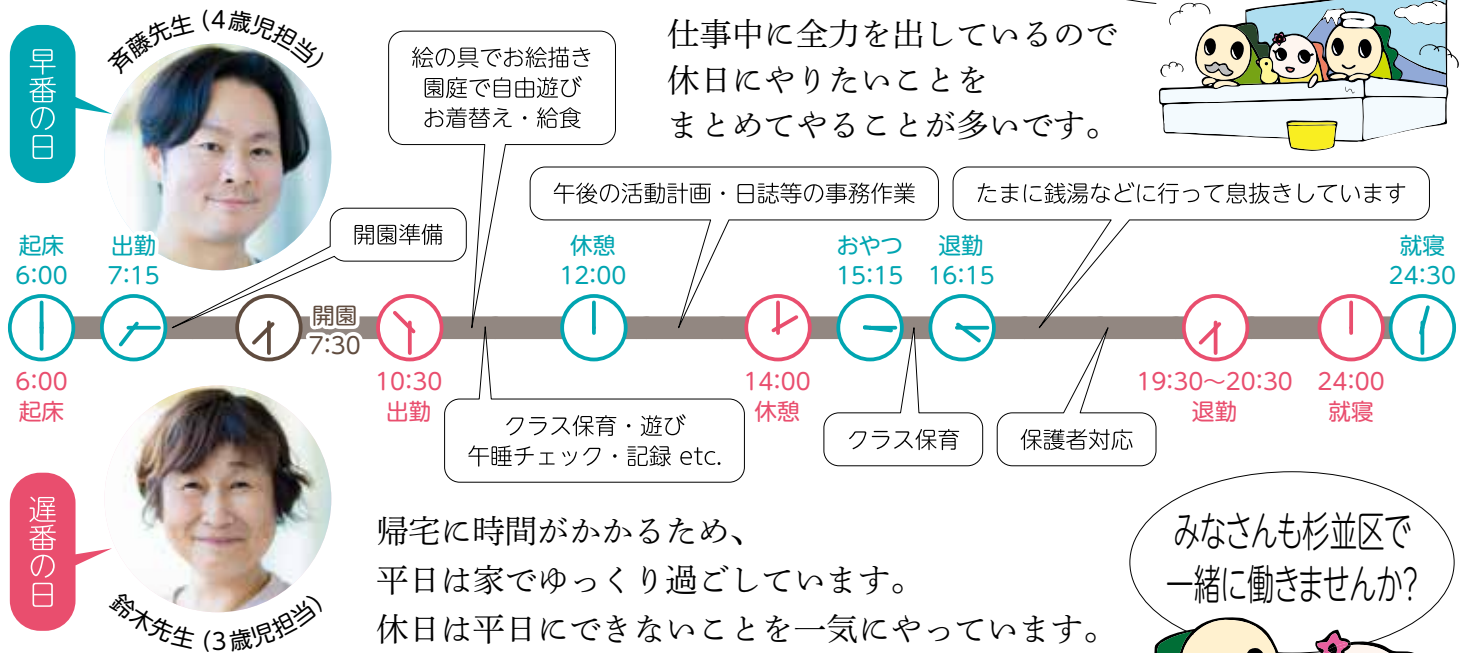 早番の日
斉藤先生(4歳児担当)
絵の具でお絵描き
園庭で自由遊び
お着替え・給食
仕事中に全力を出しているので
休日にやりたいことを
まとめてやることが多いです。
開園準備
午後の活動計画・日誌等の事務作業
たまに銭湯などに行って息抜きしています
起床
6:00
出勤
7:15
休憩
12:00
おやつ
15:15
退勤
16:15
就寝
24:30
開園
7:30
6:00
起床
10:30
出勤
14:00
休憩
19:30〜20:30
退勤
24:00
就寝
クラス保育・遊び
午睡チェック・記録 etc.
クラス保育
保護者対応
遅番の日
鈴木先生(3歳児担当)
帰宅に時間がかかるため、
平日は家でゆっくり過ごしています。
休日は平日にできないことを一気にやっています。
みなさんも杉並区で
一緒に働きませんか?